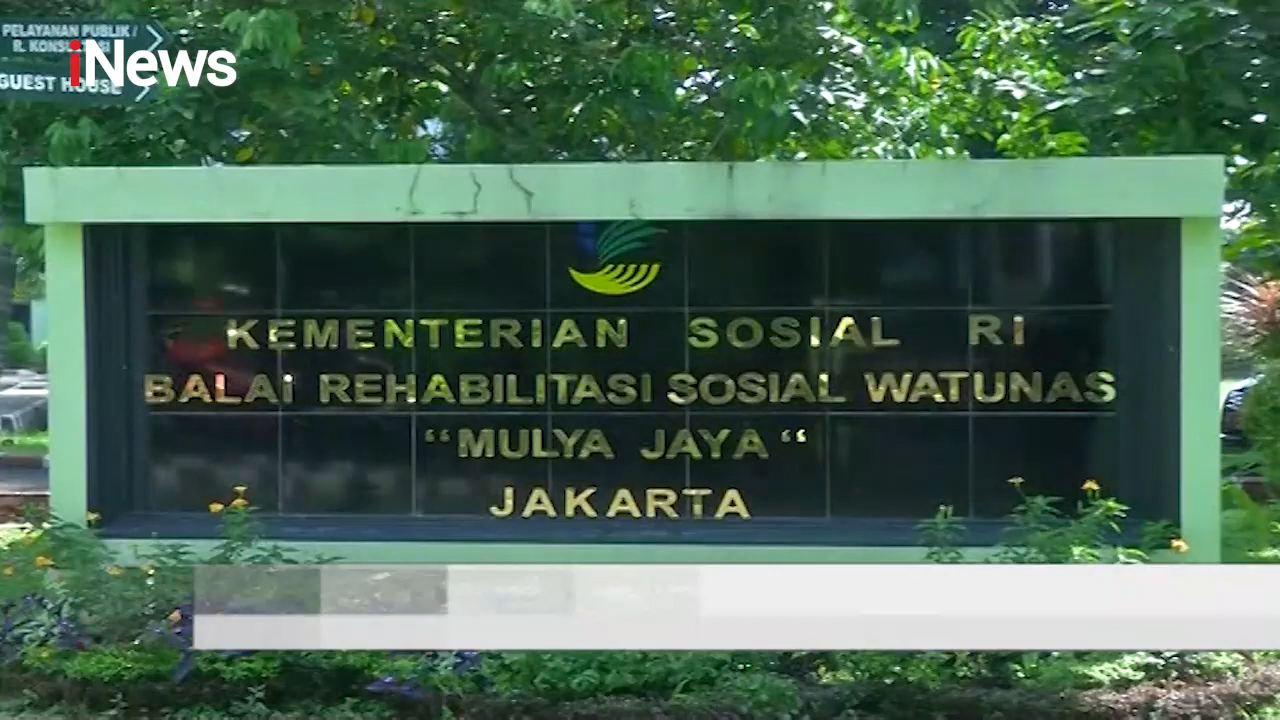 PELAYANAN PUBLIK /
iNews
GUEST HOUSE
KEMENTERIAN SOSIAL RI
BALAI REHABILITASI SOSIAL WATUNAS
“MULYA JAYA“
JAKARTA